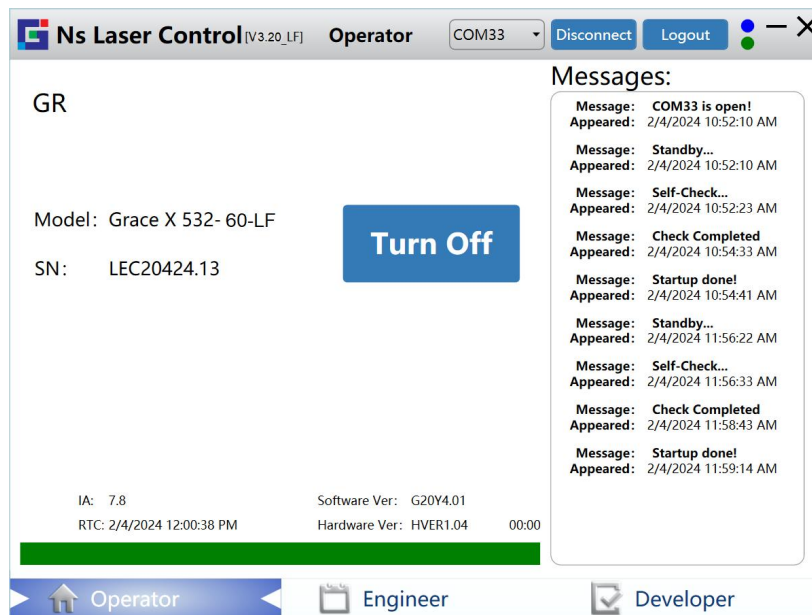 Ns Laser Control [V3.20_LF] Operator COM33 Disconnect Logout
GR
Model: Grace X 532- 60-LF
SN: LEC20424.13
Turn Off
IA: 7.8
Software Ver: G20Y4.01
RTC: 2/4/2024 12:00:38 PM
Hardware Ver: HVER1.04
00:00
Messages:
Message: COM33 is open!
Appeared: 2/4/2024 10:52:10 AM
Message: Standby...
Appeared: 2/4/2024 10:52:10 AM
Message: Self-Check...
Appeared: 2/4/2024 10:52:23 AM
Message: Check Completed
Appeared: 2/4/2024 10:54:33 AM
Message: Startup done!
Appeared: 2/4/2024 10:54:41 AM
Message: Standby...
Appeared: 2/4/2024 11:56:22 AM
Message: Self-Check...
Appeared: 2/4/2024 11:56:33 AM
Message: Check Completed
Appeared: 2/4/2024 11:58:43 AM
Message: Startup done!
Appeared: 2/4/2024 11:59:14 AM
Operator Engineer Developer